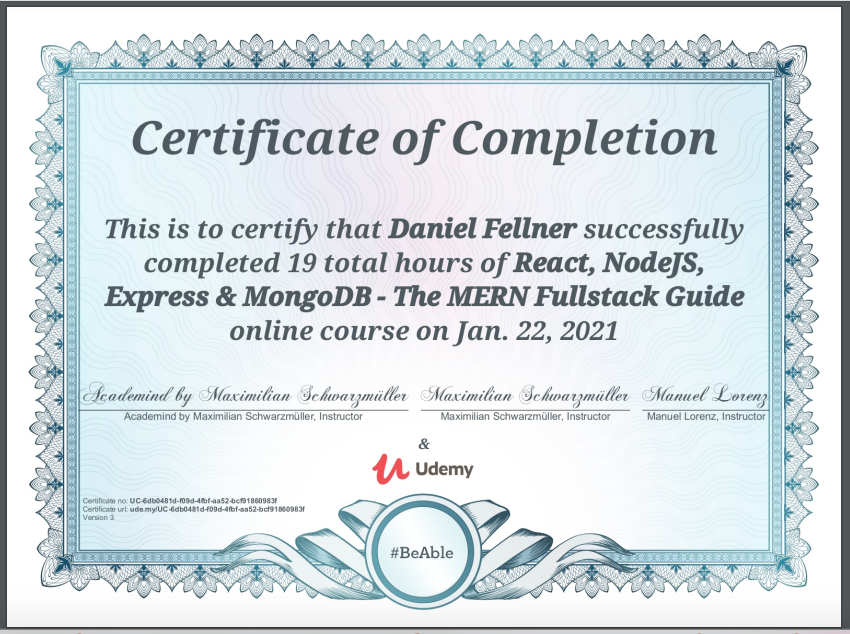 Certificate of Completion
This is to certify that Daniel Fellner successfully
completed 19 total hours of React, NodeJS,
Express & MongoDB - The MERN Fullstack Guide
online course on Jan. 22, 2021
Academind by Maximilian Schwarzmüller Maximilian Schwarzmüller Manuel Lorenz
Academind by Maximilian Schwarzmüller, Instructor Maximilian Schwarzmüller, Instructor Manuel Lorenz, Instructor
&
Udemy
Certificate no: UC-6db0481d-f09d-4fbf-aa52-bcf91860983f
Certificate url: ude.my/UC-6db0481d-f09d-4fbf-aa52-bcf91860983f
Version 3
#BeAble